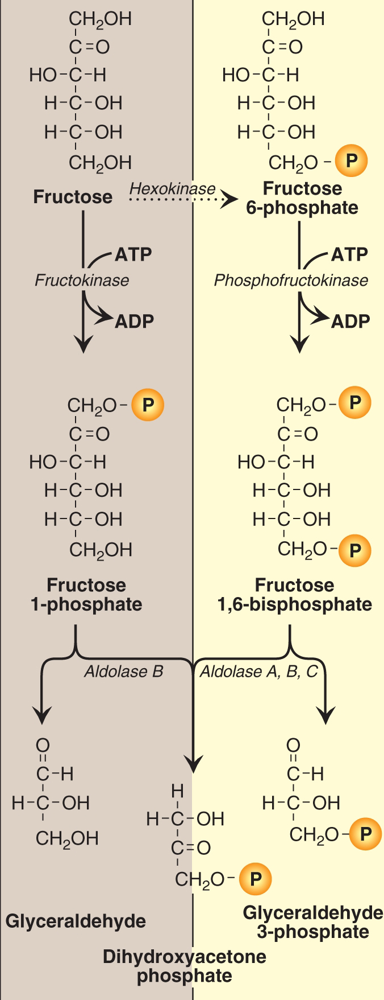 CH2OH CH2OH
C=O C=O
HO-C-H HO-C-H
H-C-OH H-C-OH
H-C-OH H-C-OH
CH2OH CH2O - P
Fructose Hexokinase Fructose
6-phosphate
ATP ATP
Fructokinase Phosphofructokinase
ADP ADP
CH2O- P CH2O- P
C=O C=O
HO-C-H HO-C-H
H-C-OH H-C-OH
H-C-OH H-C-OH
CH2OH CH2O- P
Fructose Fructose
1-phosphate 1,6-bisphosphate
Aldolase B Aldolase A, B, C
O O
C-H C-H
H
H-C-OH H-C-OH
H-C-OH
CH2OH CH2O- P
C=O
CH2O- P
Glyceraldehyde Glyceraldehyde
3-phosphate
Dihydroxyacetone
phosphate